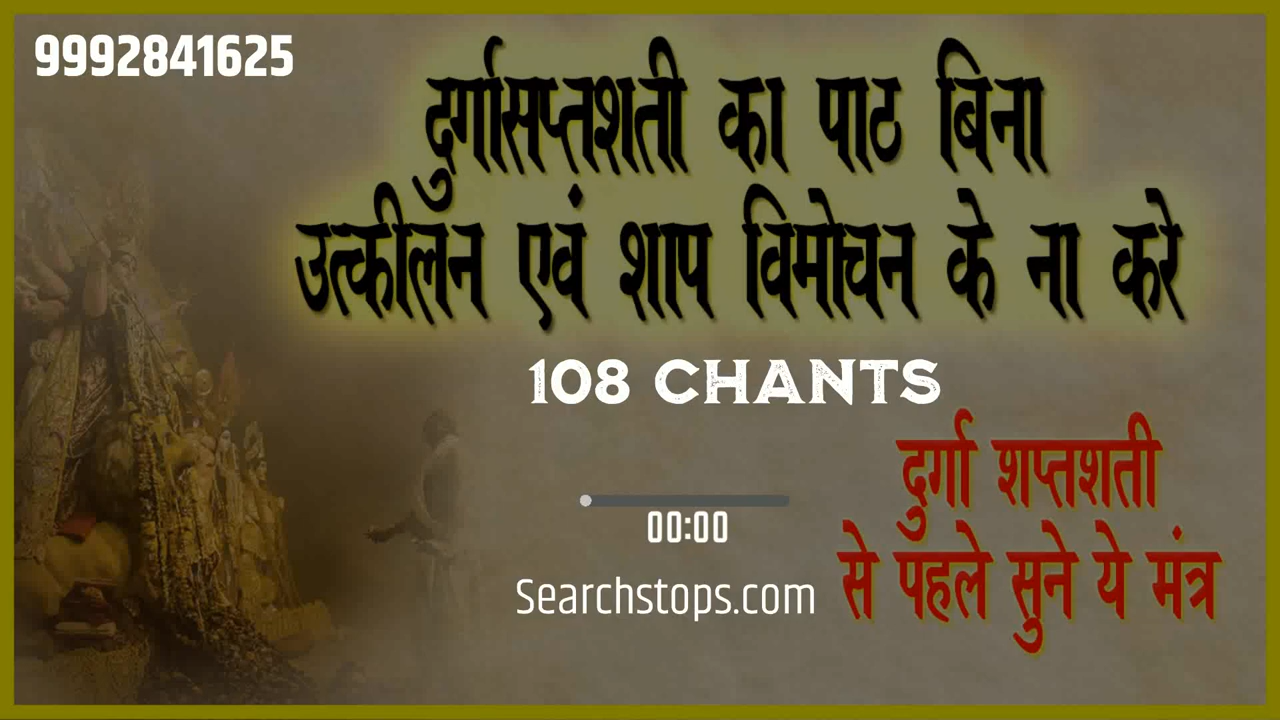 9992841625
दुर्गासप्तशती का पाठ बिना
उत्कीलन एवं शाप विमोचन के ना करे
108 CHANTS
दुर्गा शप्तशती
से पहले सुने ये मंत्र
00:00
Searchstops.com